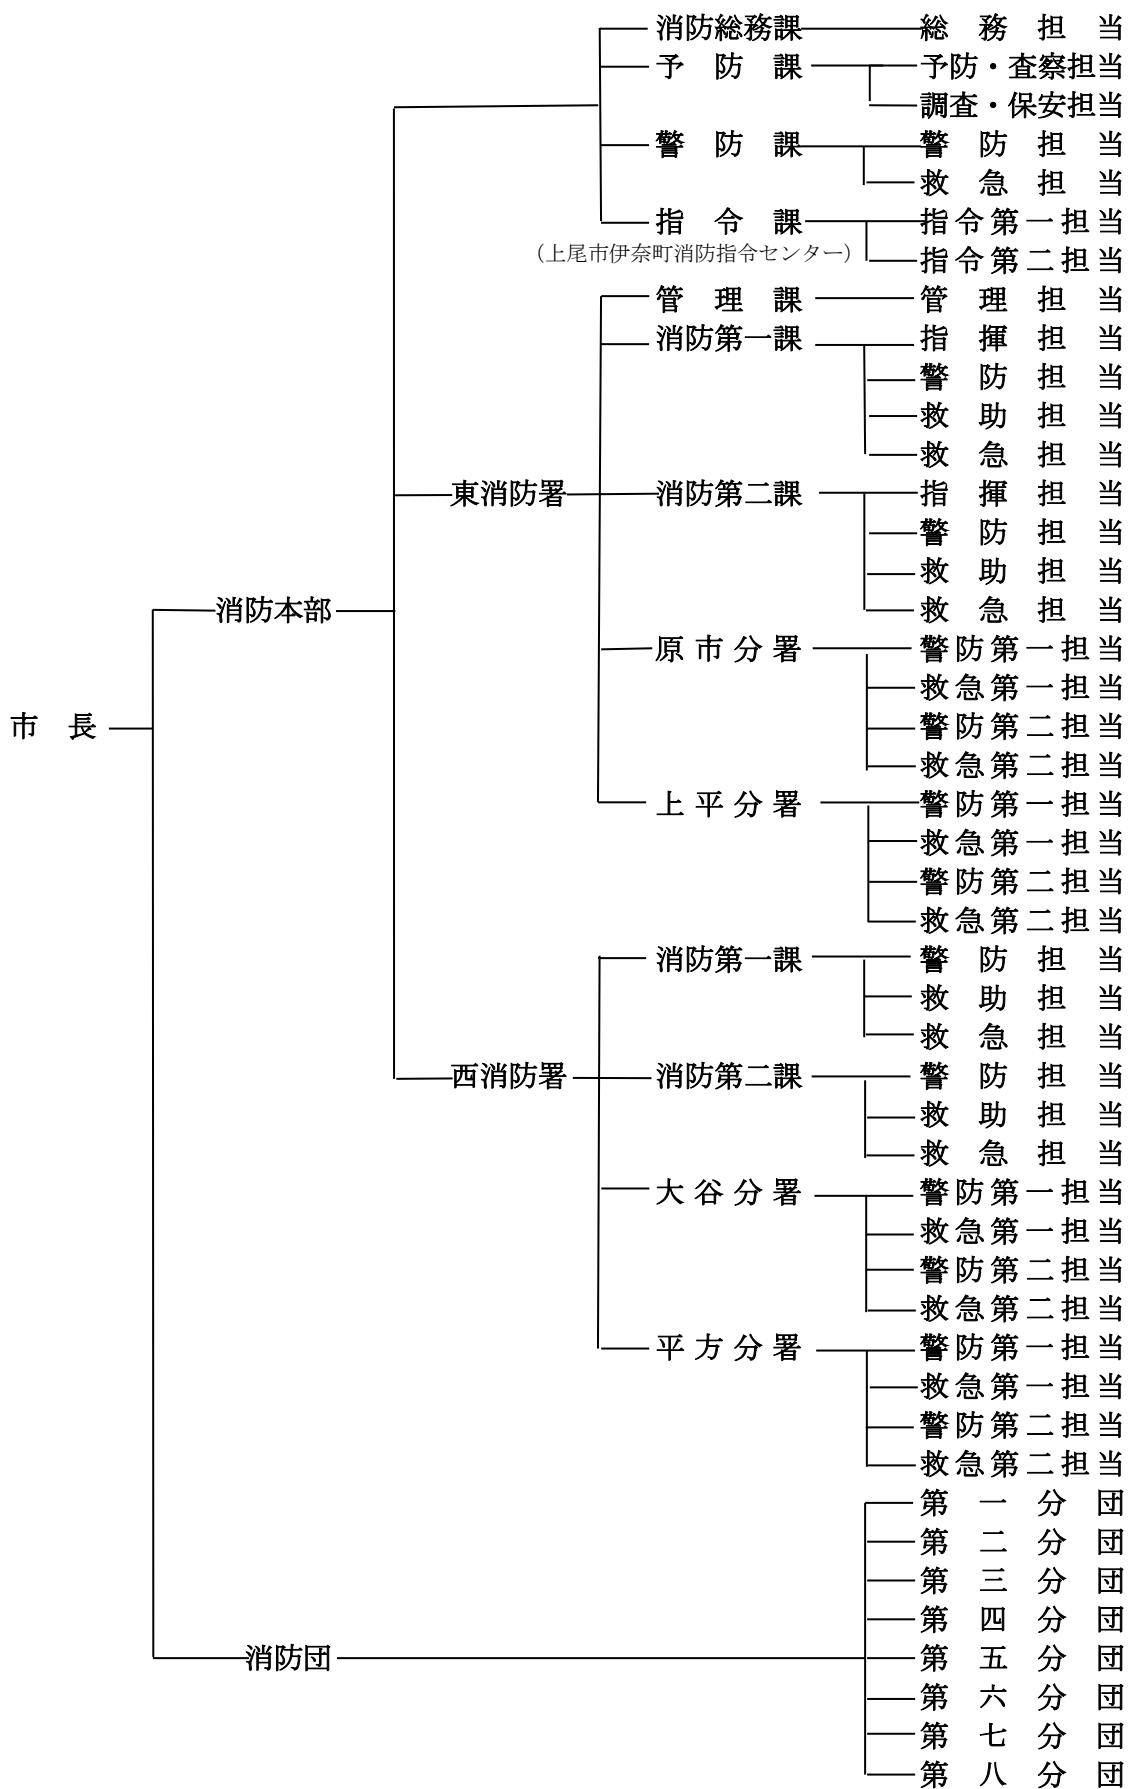 消防総務課 総務担当
予防課 予防・査察担当
調査・保安担当
警防課 警防担当
救急担当
指令課 指令第一担当
（上尾市伊奈町消防指令センター）
指令第二担当
管理課 管理担当
消防第一課 指揮担当
警防担当
救助担当
救急担当
東消防署 消防第二課 指揮担当
警防担当
救助担当
消防本部 救急担当
原市分署 警防第一担当
救急第一担当
市長 警防第二担当
救急第二担当
上平分署 警防第一担当
救急第一担当
警防第二担当
救急第二担当
消防第一課 警防担当
救助担当
救急担当
西消防署 消防第二課 警防担当
救助担当
救急担当
大谷分署 警防第一担当
救急第一担当
警防第二担当
救急第二担当
平方分署 警防第一担当
救急第一担当
警防第二担当
救急第二担当
第一分団
第二分団
第三分団
第四分団
消防団 第五分団
第六分団
第七分団
第八分団